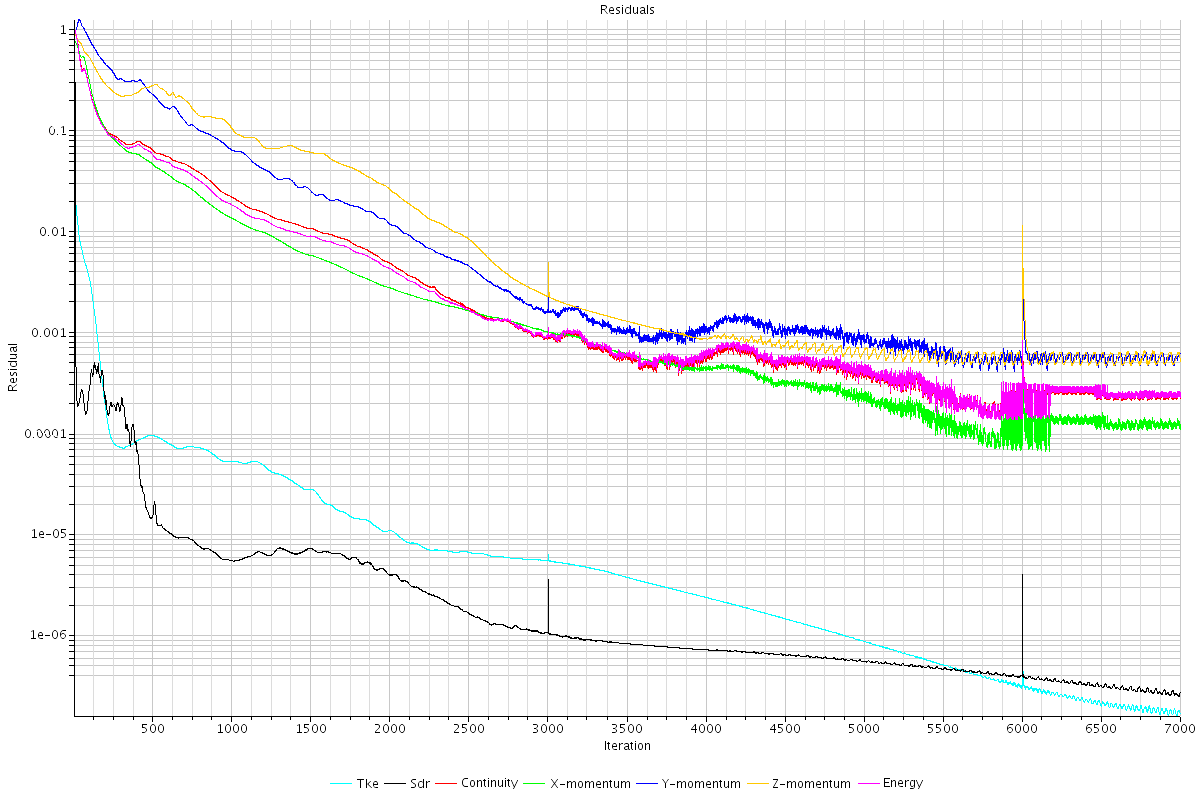 Residuals
1
0.1
0.01
0.001
0.0001
1e-05
1e-06
Residual
500 1000 1500 2000 2500 3000 3500 4000 4500 5000 5500 6000 6500 7000
Iteration
Tke Sdr Continuity X-momentum Y-momentum Z-momentum Energy